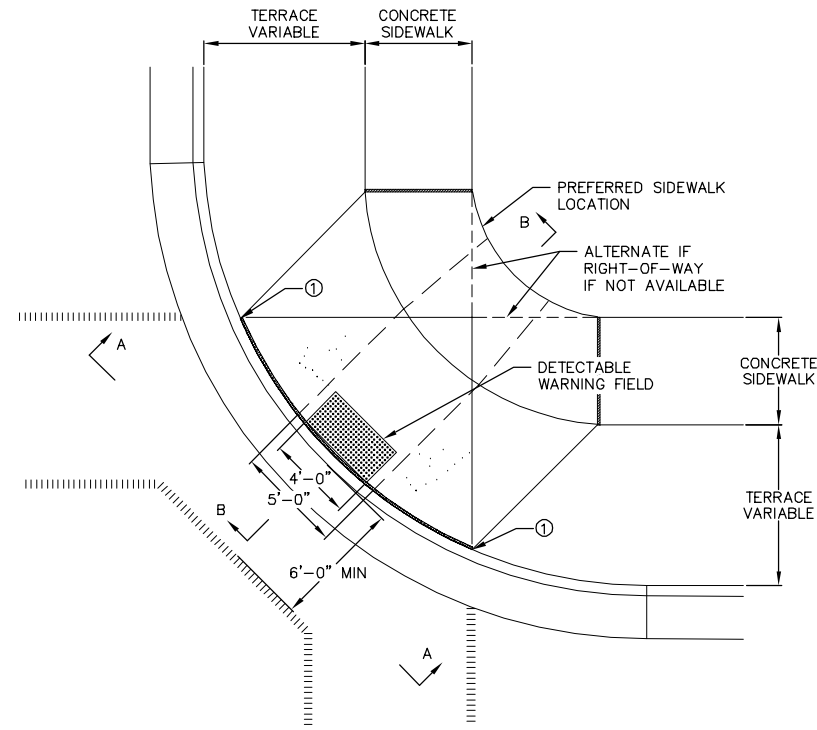 TERRACE
VARIABLE
CONCRETE
SIDEWALK
PREFERRED SIDEWALK
LOCATION
B
ALTERNATE IF
RIGHT-OF-WAY
IF NOT AVAILABLE
1
A
DETECTABLE
WARNING FIELD
CONCRETE
SIDEWALK
4'-0"
5'-0"
B
TERRACE
VARIABLE
1
6'-0" MIN
A